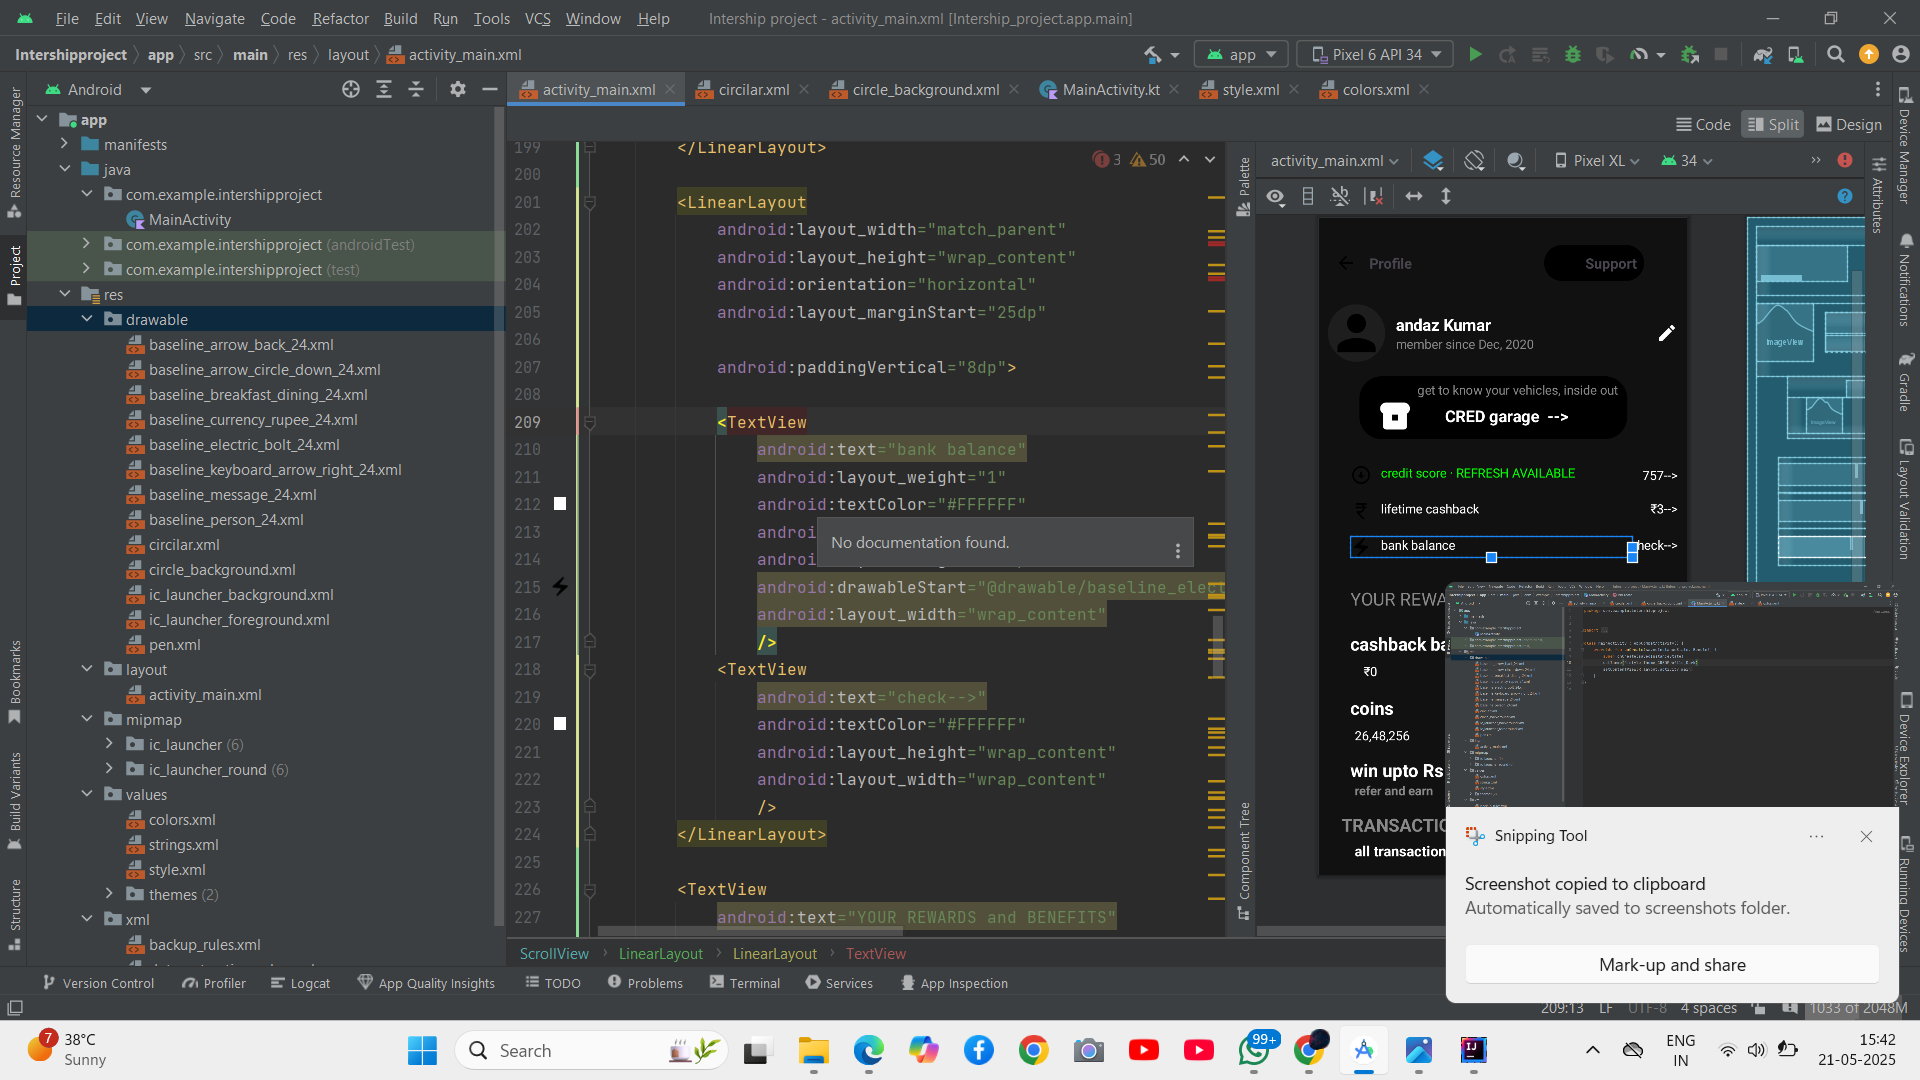 File Edit View Navigate Code Refactor Build Run Tools VCS Window Help Intership project - activity_main.xml [Intership_project.app.main]
Intershipproject app src main res layout activity_main.xml app Pixel 6 API 34
Android activity_main.xml circilar.xml circle_background.xml MainActivity.kt style.xml colors.xml
Code Split Design
Resource Manager
Project
Bookmarks
Build Variants
Structure
app
manifests
java
com.example.intershipproject
MainActivity
com.example.intershipproject (androidTest)
com.example.intershipproject (test)
res
drawable
baseline_arrow_back_24.xml
baseline_arrow_circle_down_24.xml
baseline_breakfast_dining_24.xml
baseline_currency_rupee_24.xml
baseline_electric_bolt_24.xml
baseline_keyboard_arrow_right_24.xml
baseline_message_24.xml
baseline_person_24.xml
circilar.xml
circle_background.xml
ic_launcher_background.xml
ic_launcher_foreground.xml
pen.xml
layout
activity_main.xml
mipmap
ic_launcher (6)
ic_launcher_round (6)
values
colors.xml
strings.xml
style.xml
themes (2)
xml
backup_rules.xml
3 50
199 </LinearLayout>
200
201 <LinearLayout
202 android:layout_width="match_parent"
203 android:layout_height="wrap_content"
204 android:orientation="horizontal"
205 android:layout_marginStart="25dp"
206
207 android:paddingVertical="8dp">
208
209 <TextView
210 android:text="bank balance"
211 android:layout_weight="1"
212 android:textColor="#FFFFFF"
213 androi
214 androi
No documentation found.
215 android:drawableStart="@drawable/baseline_elect
216 android:layout_width="wrap_content"
217 />
218 <TextView
219 android:text="check-->"
220 android:textColor="#FFFFFF"
221 android:layout_height="wrap_content"
222 android:layout_width="wrap_content"
223 />
224 </LinearLayout>
225
226 <TextView
227 android:text="YOUR REWARDS and BENEFITS"
Palette
Component Tree
activity_main.xml Pixel XL 34
Profile Support
andaz Kumar
member since Dec, 2020
get to know your vehicles, inside out
CRED garage -->
credit score · REFRESH AVAILABLE 757-->
lifetime cashback ₹3-->
bank balance heck-->
YOUR REWA
cashback ba
₹0
coins
26,48,256
win upto Rs
refer and earn
TRANSACTIO
all transaction
ImageView
Attributes
Device Manager
Notifications
Gradle
Layout Validation
Device Explorer
Running Devices
Snipping Tool
Screenshot copied to clipboard
Automatically saved to screenshots folder.
Mark-up and share
ScrollView LinearLayout LinearLayout TextView
Version Control Profiler Logcat App Quality Insights TODO Problems Terminal Services App Inspection
209:13 LF UTF-8 4 spaces 1033 of 2048M
7 38°C
Sunny
Search
99+
ENG
IN
15:42
21-05-2025